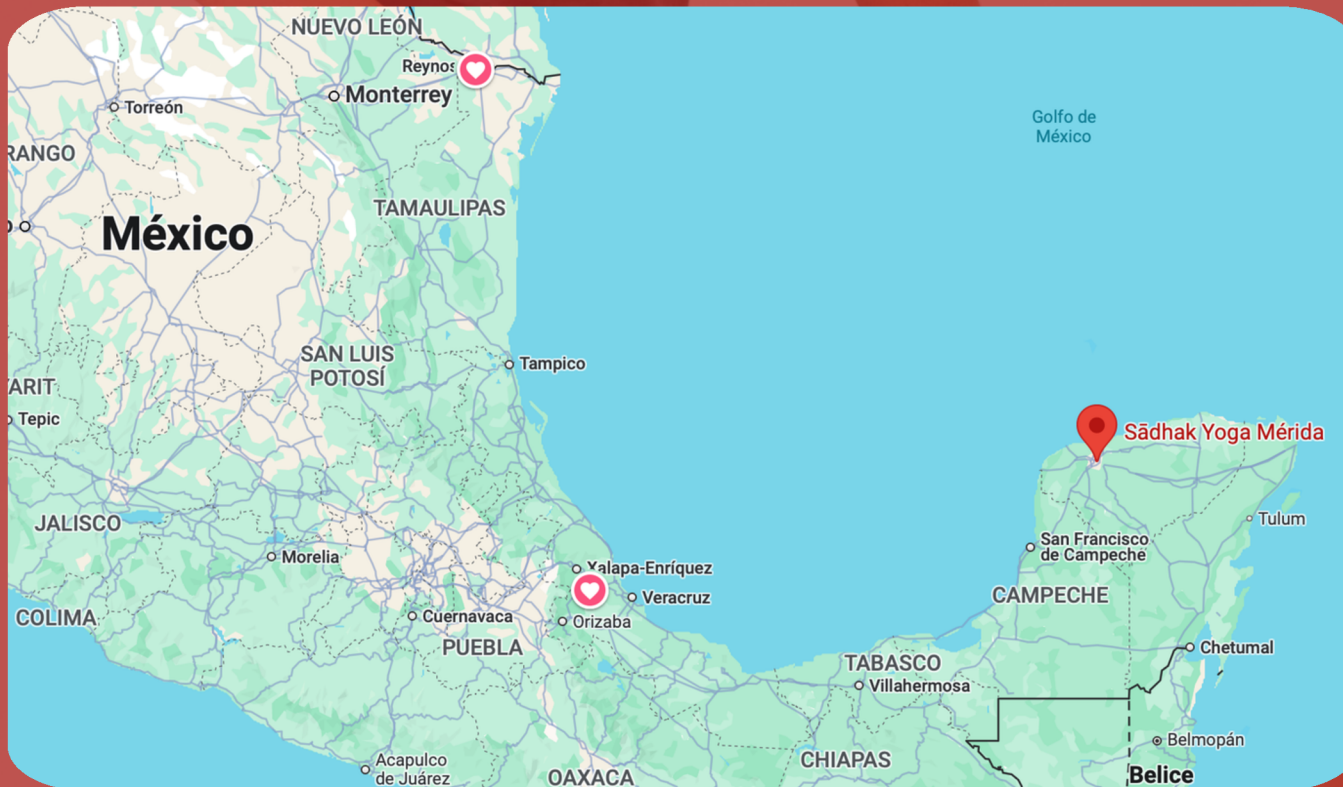 NUEVO LEÓN
Reynos
Monterrey
Torreón
RANGO
Golfo de
México
TAMAULIPAS
México
SAN LUIS
POTOSÍ
Tampico
ARIT
Tepic
Sādhak Yoga Mérida
Tulum
JALISCO
Morelia
Xalapa-Enríquez
San Francisco
de Campeche
Veracruz
CAMPECHE
COLIMA
Cuernavaca
Orizaba
PUEBLA
Chetumal
TABASCO
Villahermosa
Belmopán
Acapulco
de Juárez
CHIAPAS
OAXACA
Belice